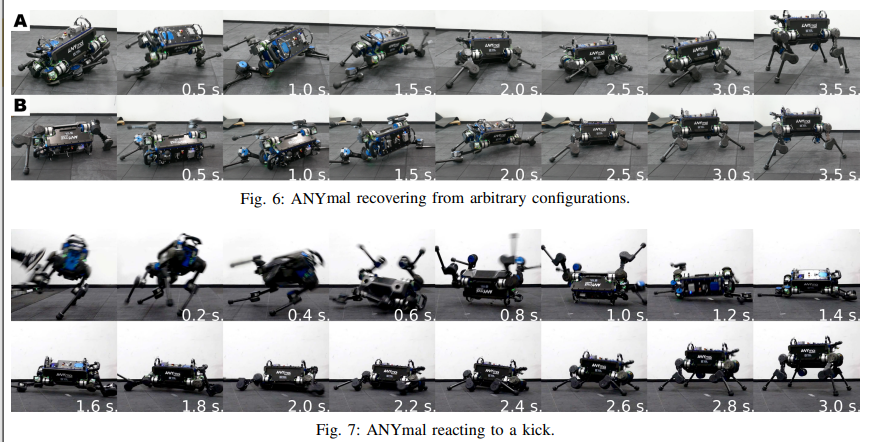 A
0.5 s. 1.0 s. 1.5 s. 2.0 s. 2.5 s. 3.0 s. 3.5 s.
B
0.5 s. 1.0 s. 1.5 s. 2.0 s. 2.5 s. 3.0 s. 3.5 s.
Fig. 6: ANYmal recovering from arbitrary configurations.
0.2 s. 0.4 s. 0.6 s. 0.8 s. 1.0 s. 1.2 s. 1.4 s.
1.6 s. 1.8 s. 2.0 s. 2.2 s. 2.4 s. 2.6 s. 2.8 s. 3.0 s.
Fig. 7: ANYmal reacting to a kick.